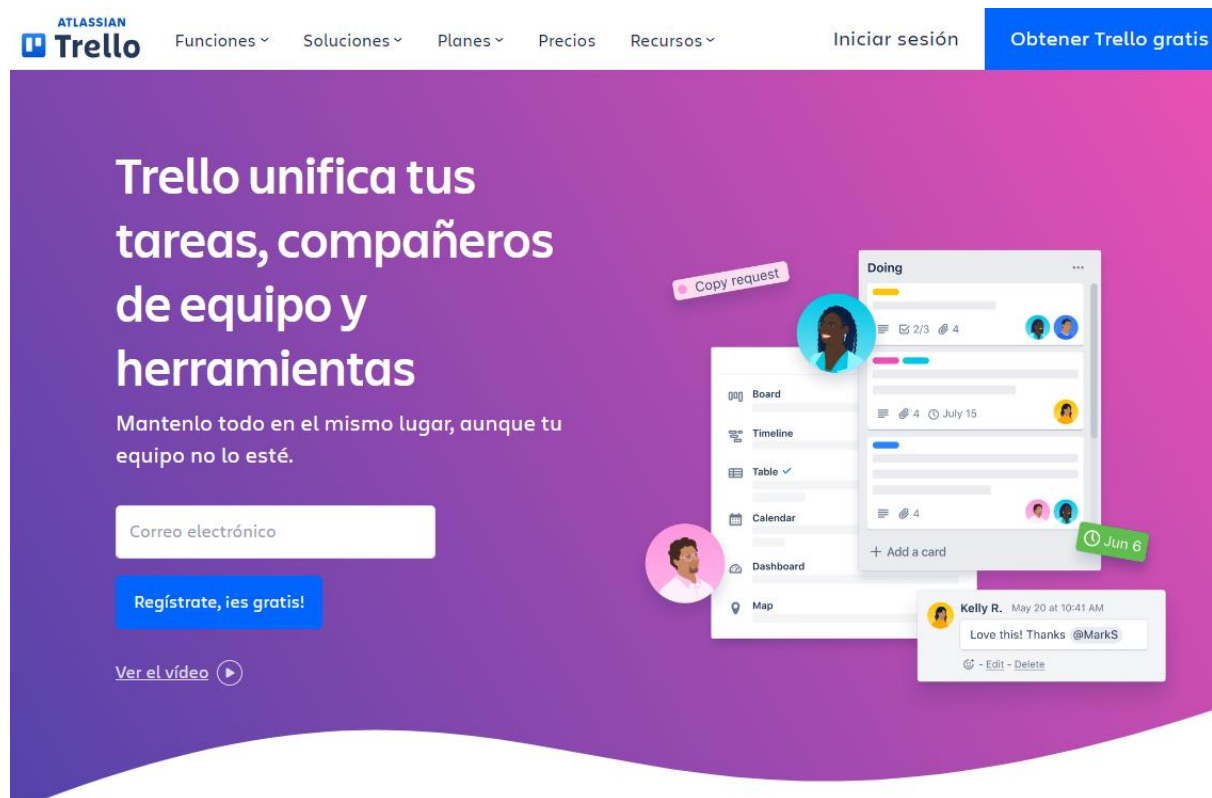 ATLASSIAN
Trello
Funciones
Soluciones
Planes
Precios
Recursos
Iniciar sesión
Obtener Trello gratis
Trello unifica tus
tareas, compañeros
de equipo y
herramientas
Mantenlo todo en el mismo lugar, aunque tu
equipo no lo esté.
Correo electrónico
Regístrate, ¡es gratis!
Ver el vídeo
Copy request
Board
Timeline
Table
Calendar
Dashboard
Map
Doing
2/3 4
4 July 15
4
+ Add a card
Jun 6
Kelly R. May 20 at 10:41 AM
Love this! Thanks @MarkS
- Edit - Delete